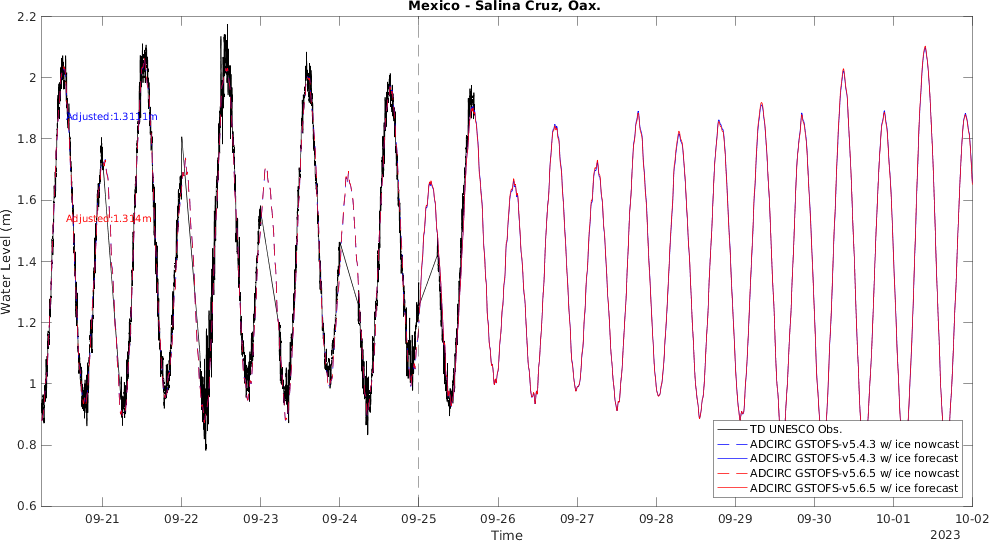 Mexico - Salina Cruz, Oax.
2.2
2
1.8
1.6
1.4
1.2
1
0.8
0.6
Water Level (m)
Adjusted:1.3111m
Adjusted:1.314m
TD UNESCO Obs.
ADCIRC GSTOFS-v5.4.3 w/ ice nowcast
ADCIRC GSTOFS-v5.4.3 w/ ice forecast
ADCIRC GSTOFS-v5.6.5 w/ ice nowcast
ADCIRC GSTOFS-v5.6.5 w/ ice forecast
09-21 09-22 09-23 09-24 09-25 09-26 09-27 09-28 09-29 09-30 10-01 10-02
Time
2023